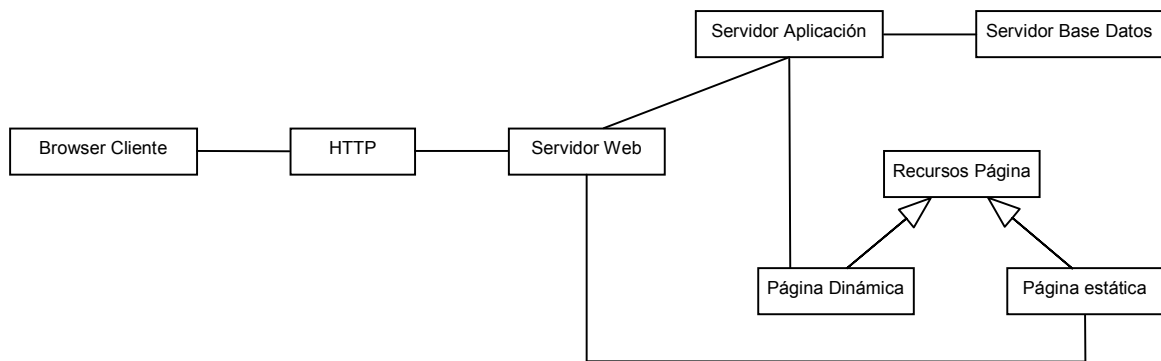 Servidor Aplicación
Servidor Base Datos
Browser Cliente
HTTP
Servidor Web
Recursos Página
Página Dinámica
Página estática